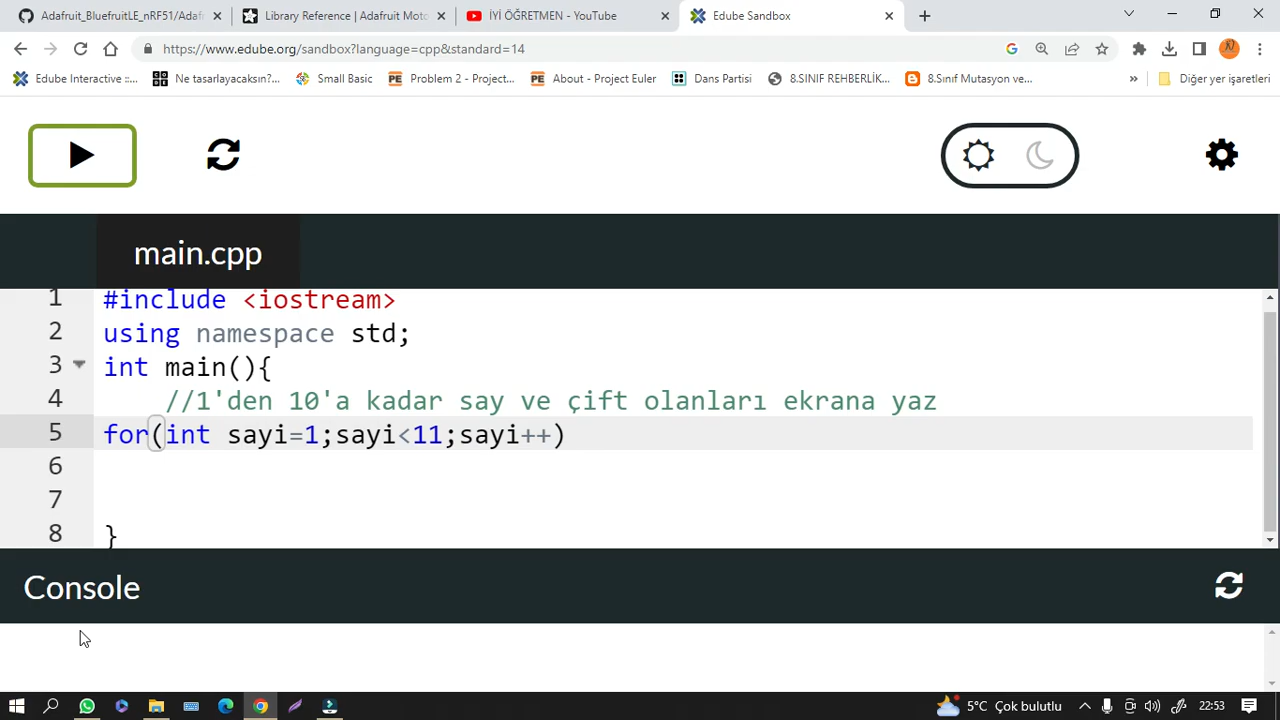 Adafruit_BluefruitLE_nRF51/Adaf
Library Reference | Adafruit Moto
İYİ ÖĞRETMEN - YouTube
Edube Sandbox
https://www.edube.org/sandbox?language=cpp&standard=14
Edube Interactive ::...
Ne tasarlayacaksın?...
Small Basic
Problem 2 - Project...
About - Project Euler
Dans Partisi
8.SINIF REHBERLİK...
8.Sınıf Mutasyon ve...
Diğer yer işaretleri
main.cpp
1 #include <iostream>
2 using namespace std;
3 int main(){
4 //1'den 10'a kadar say ve çift olanları ekrana yaz
5 for(int sayi=1;sayi<11;sayi++)
6
7
8 }
Console
5°C Çok bulutlu
22:53